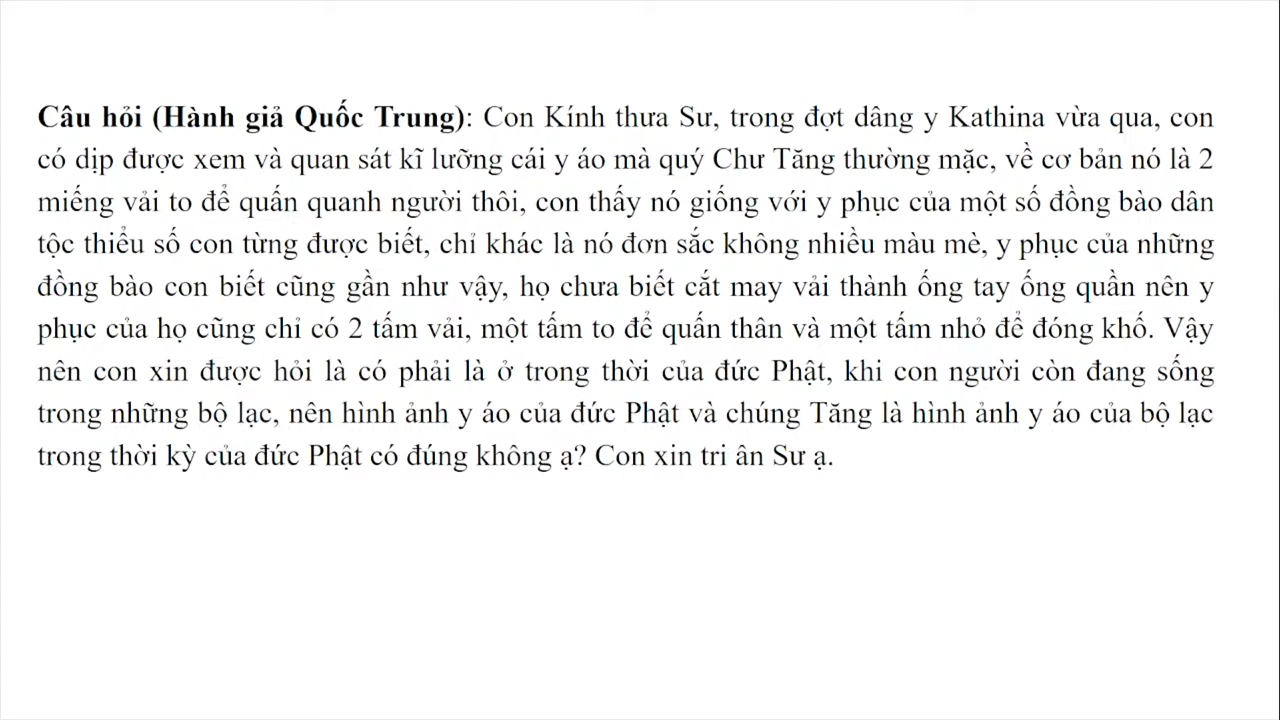 Câu hỏi (Hành giả Quốc Trung): Con Kính thưa Sư, trong đợt dâng y Kathina vừa qua, con
có dịp được xem và quan sát kĩ lưỡng cái y áo mà quý Chư Tăng thường mặc, về cơ bản nó là 2
miếng vải to để quấn quanh người thôi, con thấy nó giống với y phục của một số đồng bào dân
tộc thiểu số con từng được biết, chỉ khác là nó đơn sắc không nhiều màu mè, y phục của những
đồng bào con biết cũng gần như vậy, họ chưa biết cắt may vải thành ống tay ống quần nên y
phục của họ cũng chỉ có 2 tấm vải, một tấm to để quấn thân và một tấm nhỏ để đóng khố. Vậy
nên con xin được hỏi là có phải là ở trong thời của đức Phật, khi con người còn đang sống
trong những bộ lạc, nên hình ảnh y áo của đức Phật và chúng Tăng là hình ảnh y áo của bộ lạc
trong thời kỳ của đức Phật có đúng không ạ? Con xin tri ân Sư ạ.